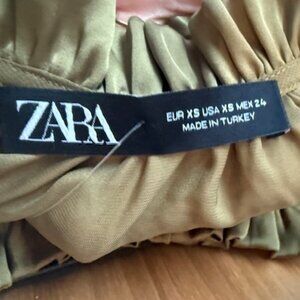 ZARA
EUR XS USA XS MEX 24
MADE IN TURKEY